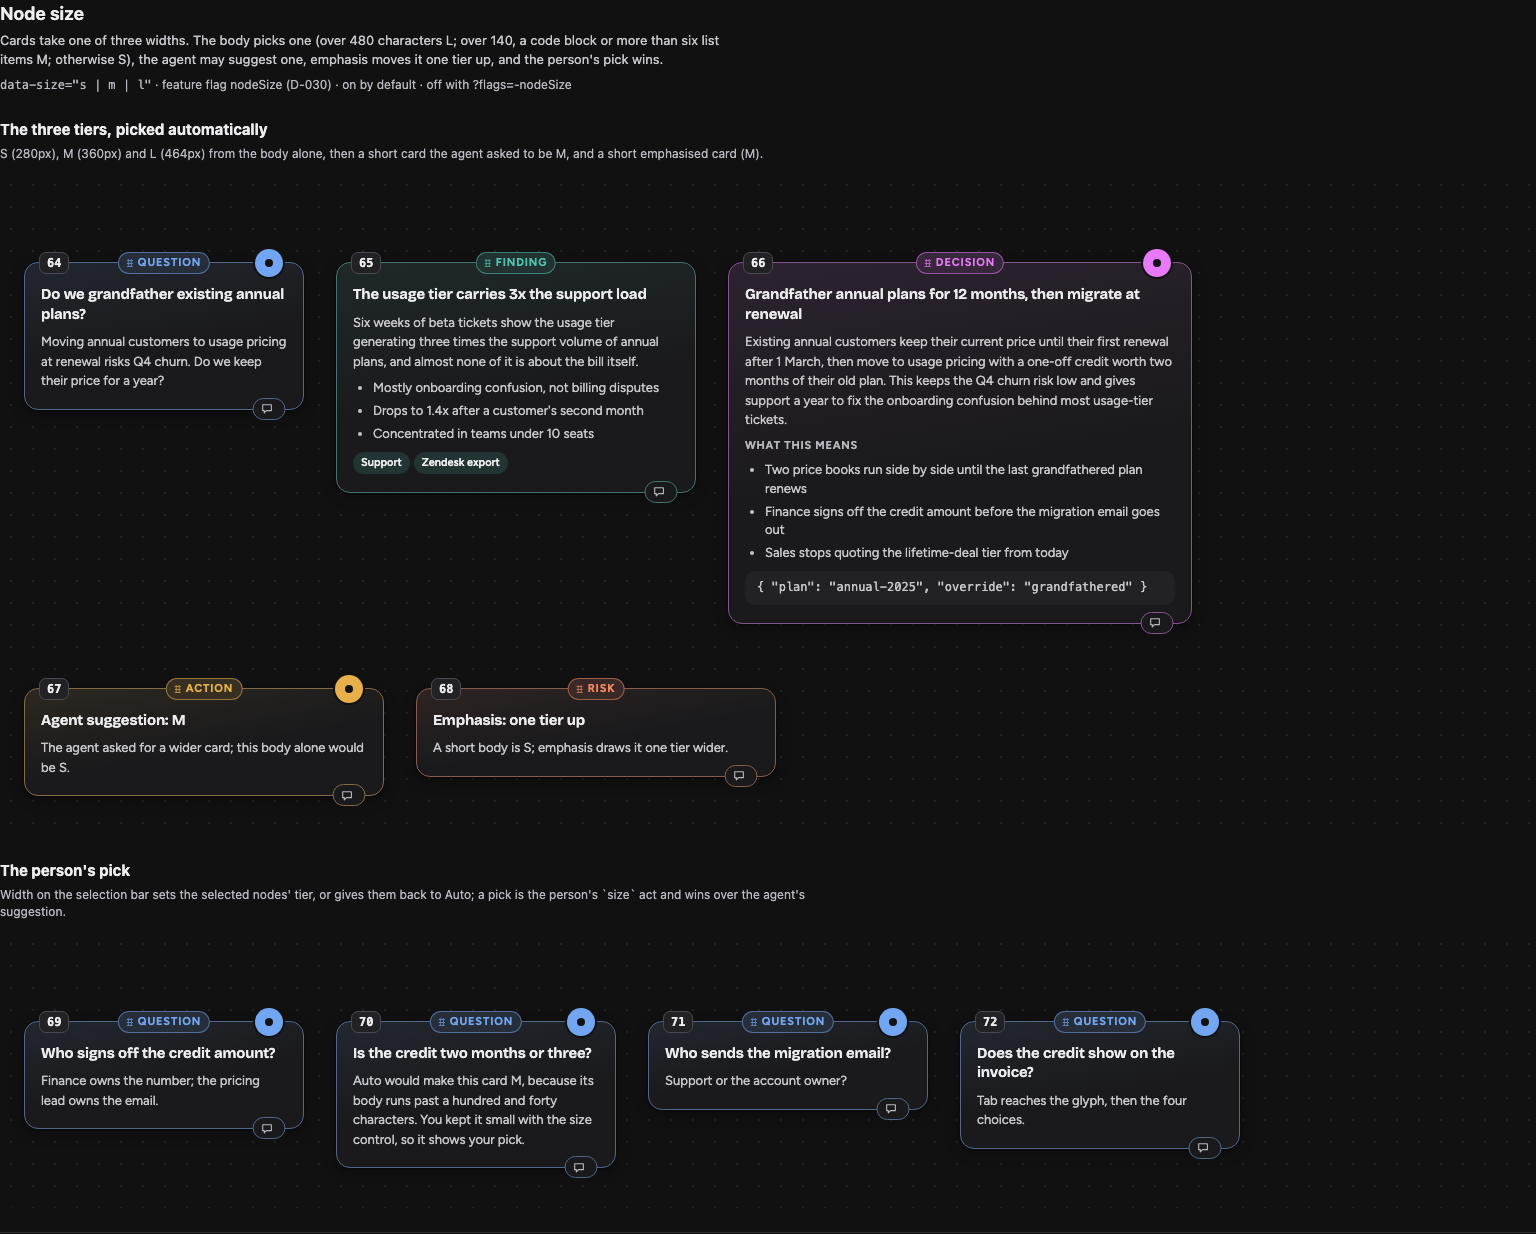 Node size
Cards take one of three widths. The body picks one (over 480 characters L; over 140, a code block or more than six list
items M; otherwise S), the agent may suggest one, emphasis moves it one tier up, and the person's pick wins.
data-size="s | m | l" · feature flag nodeSize (D-030) · on by default · off with ?flags=-nodeSize
The three tiers, picked automatically
S (280px), M (360px) and L (464px) from the body alone, then a short card the agent asked to be M, and a short emphasised card (M).
64
QUESTION
Do we grandfather existing annual
plans?
Moving annual customers to usage pricing
at renewal risks Q4 churn. Do we keep
their price for a year?
65
FINDING
The usage tier carries 3x the support load
Six weeks of beta tickets show the usage tier
generating three times the support volume of annual
plans, and almost none of it is about the bill itself.
• Mostly onboarding confusion, not billing disputes
• Drops to 1.4x after a customer's second month
• Concentrated in teams under 10 seats
Support
Zendesk export
66
DECISION
Grandfather annual plans for 12 months, then migrate at
renewal
Existing annual customers keep their current price until their first renewal
after 1 March, then move to usage pricing with a one-off credit worth two
months of their old plan. This keeps the Q4 churn risk low and gives
support a year to fix the onboarding confusion behind most usage-tier
tickets.
WHAT THIS MEANS
• Two price books run side by side until the last grandfathered plan
renews
• Finance signs off the credit amount before the migration email goes
out
• Sales stops quoting the lifetime-deal tier from today
{ "plan": "annual-2025", "override": "grandfathered" }
67
ACTION
Agent suggestion: M
The agent asked for a wider card; this body alone would
be S.
68
RISK
Emphasis: one tier up
A short body is S; emphasis draws it one tier wider.
The person's pick
Width on the selection bar sets the selected nodes' tier, or gives them back to Auto; a pick is the person's `size` act and wins over the agent's
suggestion.
69
QUESTION
Who signs off the credit amount?
Finance owns the number; the pricing
lead owns the email.
70
QUESTION
Is the credit two months or three?
Auto would make this card M, because its
body runs past a hundred and forty
characters. You kept it small with the size
control, so it shows your pick.
71
QUESTION
Who sends the migration email?
Support or the account owner?
72
QUESTION
Does the credit show on the
invoice?
Tab reaches the glyph, then the four
choices.